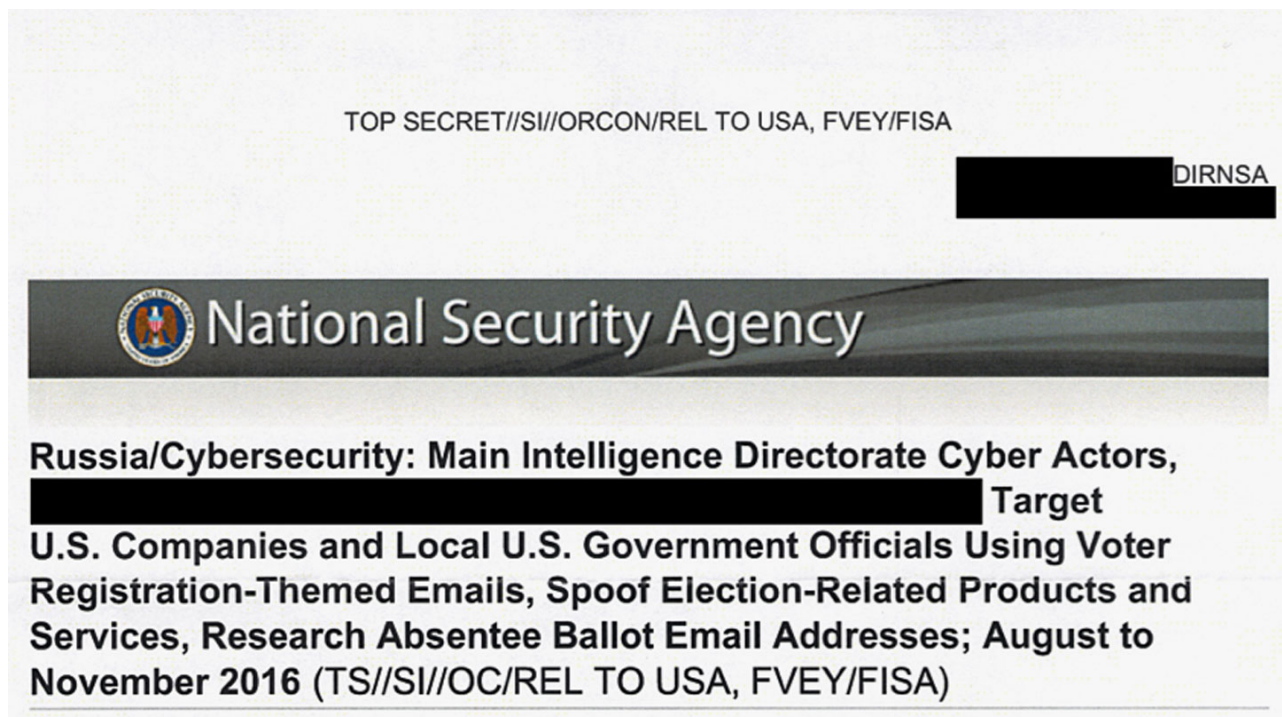 TOP SECRET//SI//ORCON/REL TO USA, FVEY/FISA
DIRNSA
National Security Agency
Russia/Cybersecurity: Main Intelligence Directorate Cyber Actors,
Target
U.S. Companies and Local U.S. Government Officials Using Voter
Registration-Themed Emails, Spoof Election-Related Products and
Services, Research Absentee Ballot Email Addresses; August to
November 2016 (TS//SI//OC/REL TO USA, FVEY/FISA)